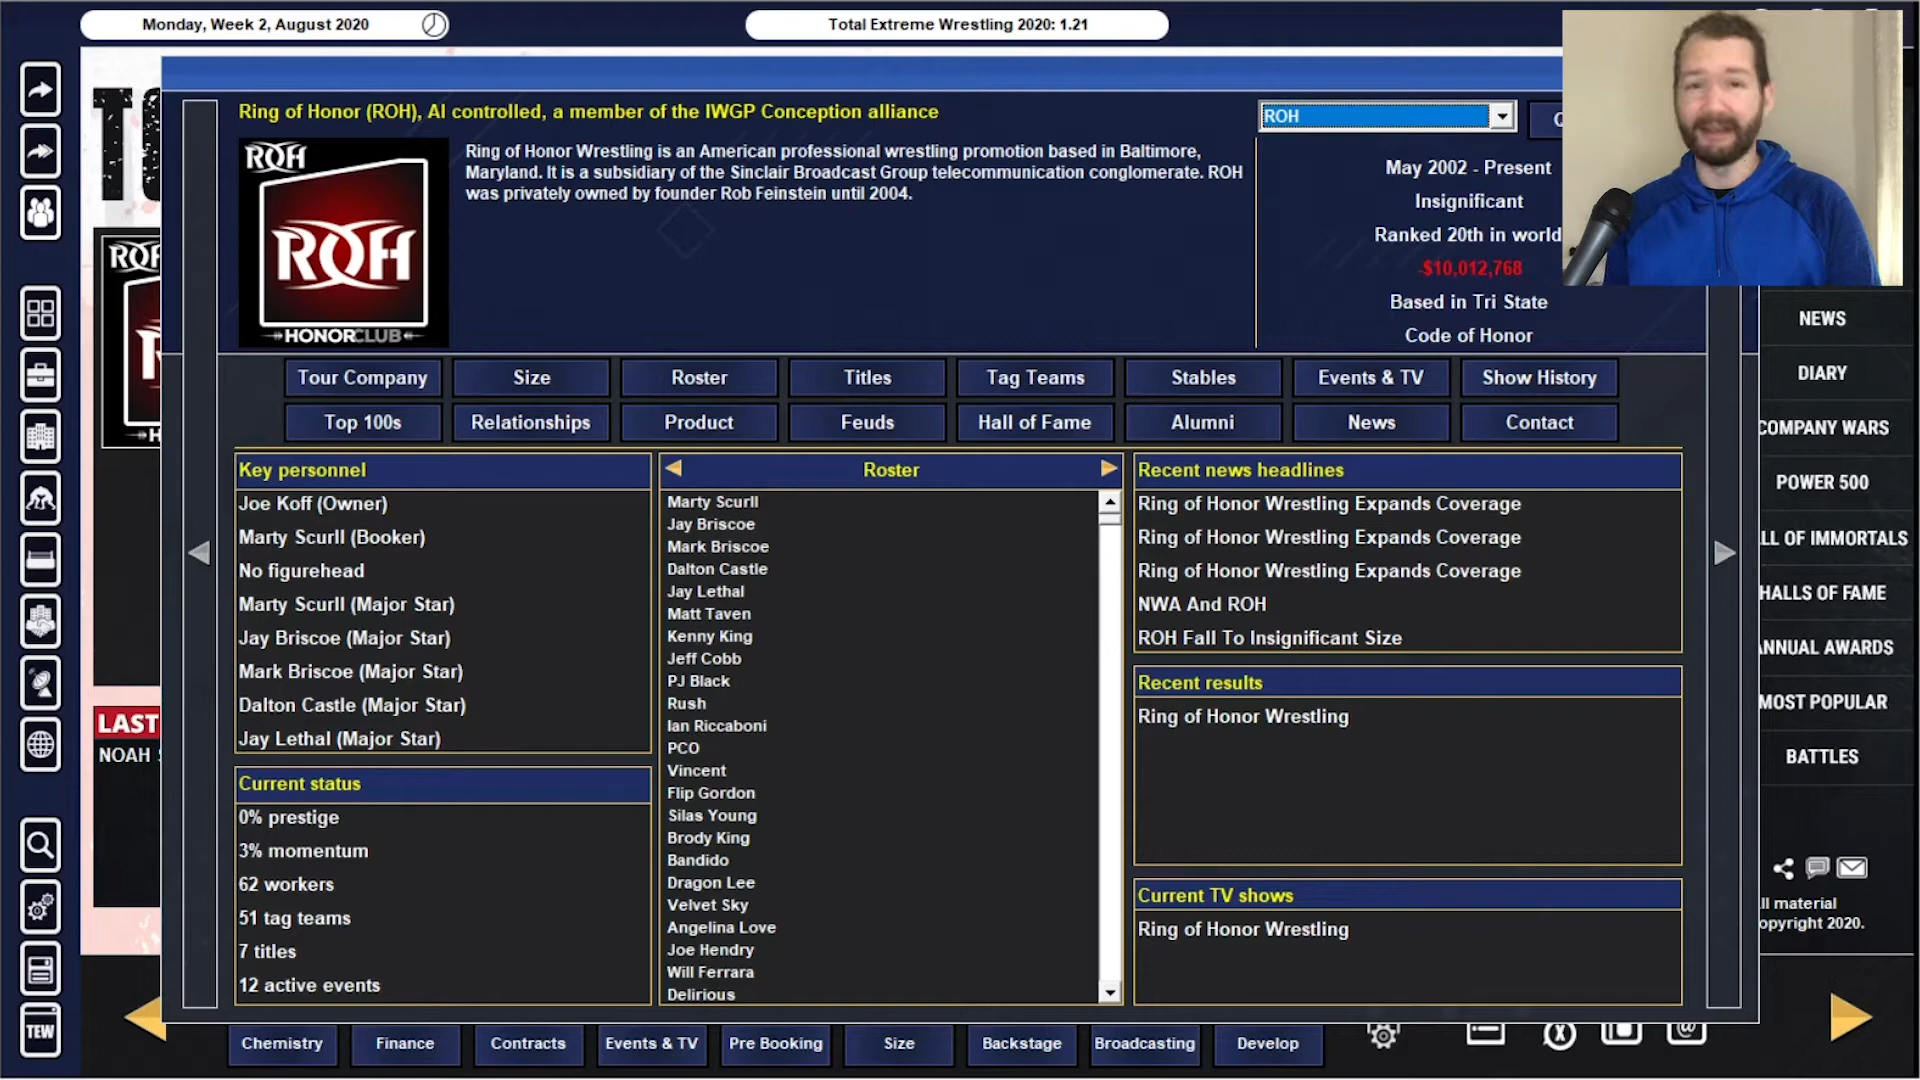 Monday, Week 2, August 2020
Total Extreme Wrestling 2020: 1.21
Ring of Honor (ROH), AI controlled, a member of the IWGP Conception alliance
ROH
ROH
ROH
HONORCLUB
Ring of Honor Wrestling is an American professional wrestling promotion based in Baltimore,
Maryland. It is a subsidiary of the Sinclair Broadcast Group telecommunication conglomerate. ROH
was privately owned by founder Rob Feinstein until 2004.
May 2002 - Present
Insignificant
Ranked 20th in world
-$10,012,768
Based in Tri State
Code of Honor
Tour Company
Size
Roster
Titles
Tag Teams
Stables
Events & TV
Show History
Top 100s
Relationships
Product
Feuds
Hall of Fame
Alumni
News
Contact
Key personnel
Joe Koff (Owner)
Marty Scurll (Booker)
No figurehead
Marty Scurll (Major Star)
Jay Briscoe (Major Star)
Mark Briscoe (Major Star)
Dalton Castle (Major Star)
Jay Lethal (Major Star)
Current status
0% prestige
3% momentum
62 workers
51 tag teams
7 titles
12 active events
Roster
Marty Scurll
Jay Briscoe
Mark Briscoe
Dalton Castle
Jay Lethal
Matt Taven
Kenny King
Jeff Cobb
PJ Black
Rush
Ian Riccaboni
PCO
Vincent
Flip Gordon
Silas Young
Brody King
Bandido
Dragon Lee
Velvet Sky
Angelina Love
Joe Hendry
Will Ferrara
Delirious
Recent news headlines
Ring of Honor Wrestling Expands Coverage
Ring of Honor Wrestling Expands Coverage
Ring of Honor Wrestling Expands Coverage
NWA And ROH
ROH Fall To Insignificant Size
Recent results
Ring of Honor Wrestling
Current TV shows
Ring of Honor Wrestling
NEWS
DIARY
COMPANY WARS
POWER 500
LL OF IMMORTALS
HALLS OF FAME
ANNUAL AWARDS
MOST POPULAR
BATTLES
ll material
opyright 2020.
LAST
NOAH
TEW
Chemistry
Finance
Contracts
Events & TV
Pre Booking
Size
Backstage
Broadcasting
Develop